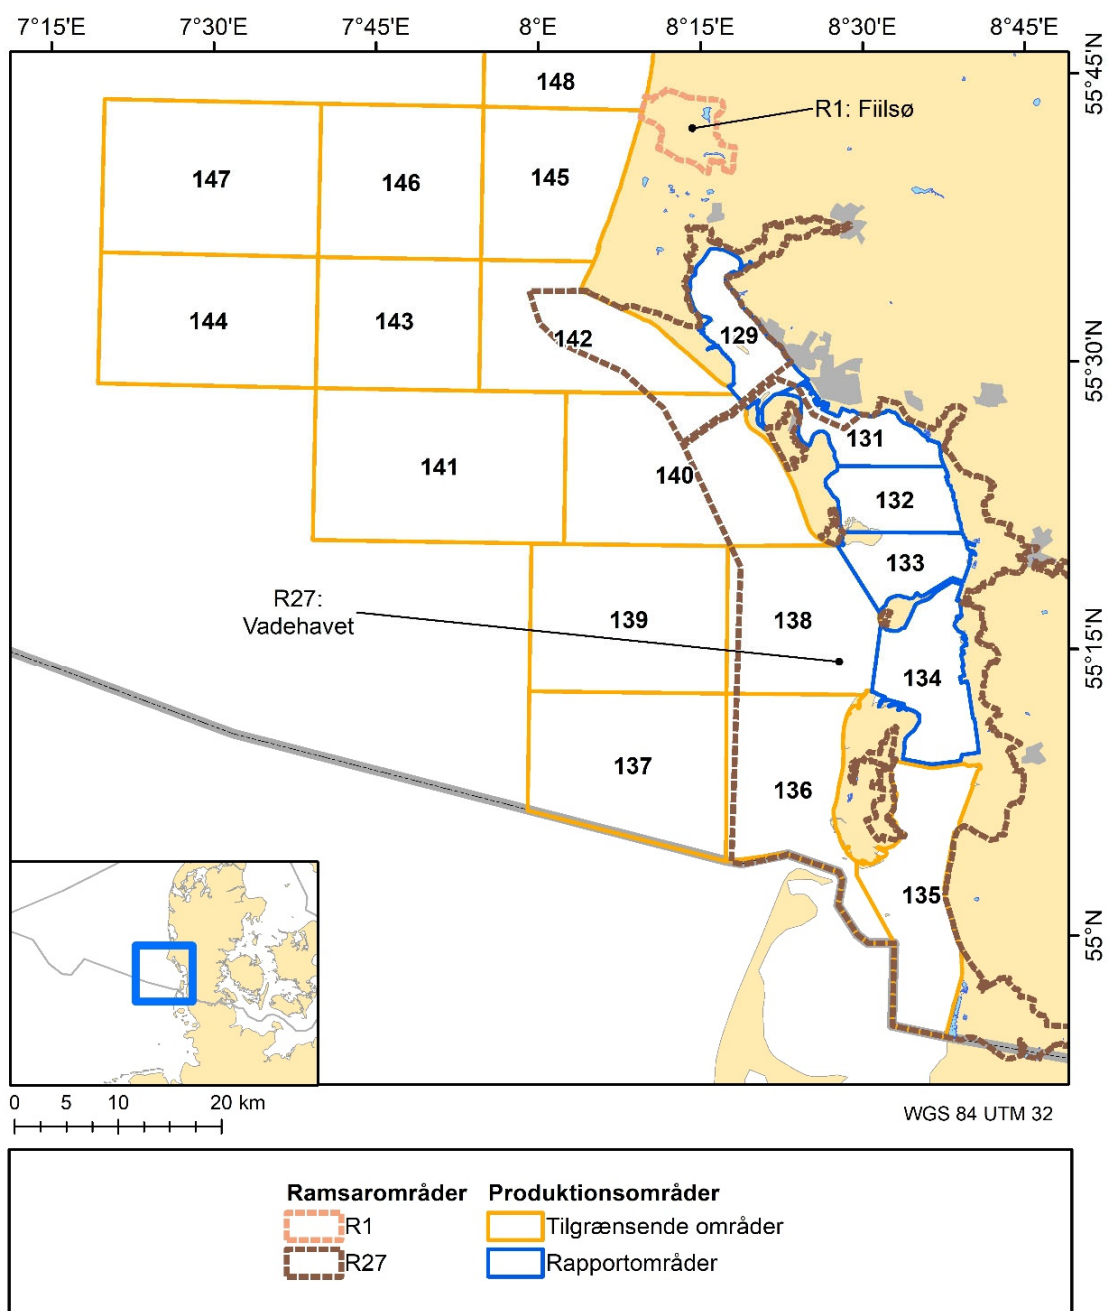 7°15'E 7°30'E 7°45'E 8°0'E 8°15'E 8°30'E 8°45'E
55°45'N
148
R1: Fiilsø
147 146 145
144 143 142 129
55°30'N
131
141 140 132
133
R27:
Vadehavet
139 138
55°15'N
134
137 136
135
55°N
0 5 10 20 km
WGS 84 UTM 32
Ramsarområder Produktionsområder
R1 Tilgrænsende områder
R27 Rapportområder